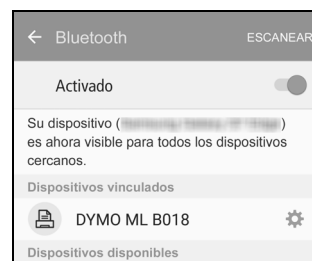 Bluetooth ESCANEAR
Activado
Su dispositivo ( )
es ahora visible para todos los dispositivos
cercanos.
Dispositivos vinculados
DYMO ML B018
Dispositivos disponibles